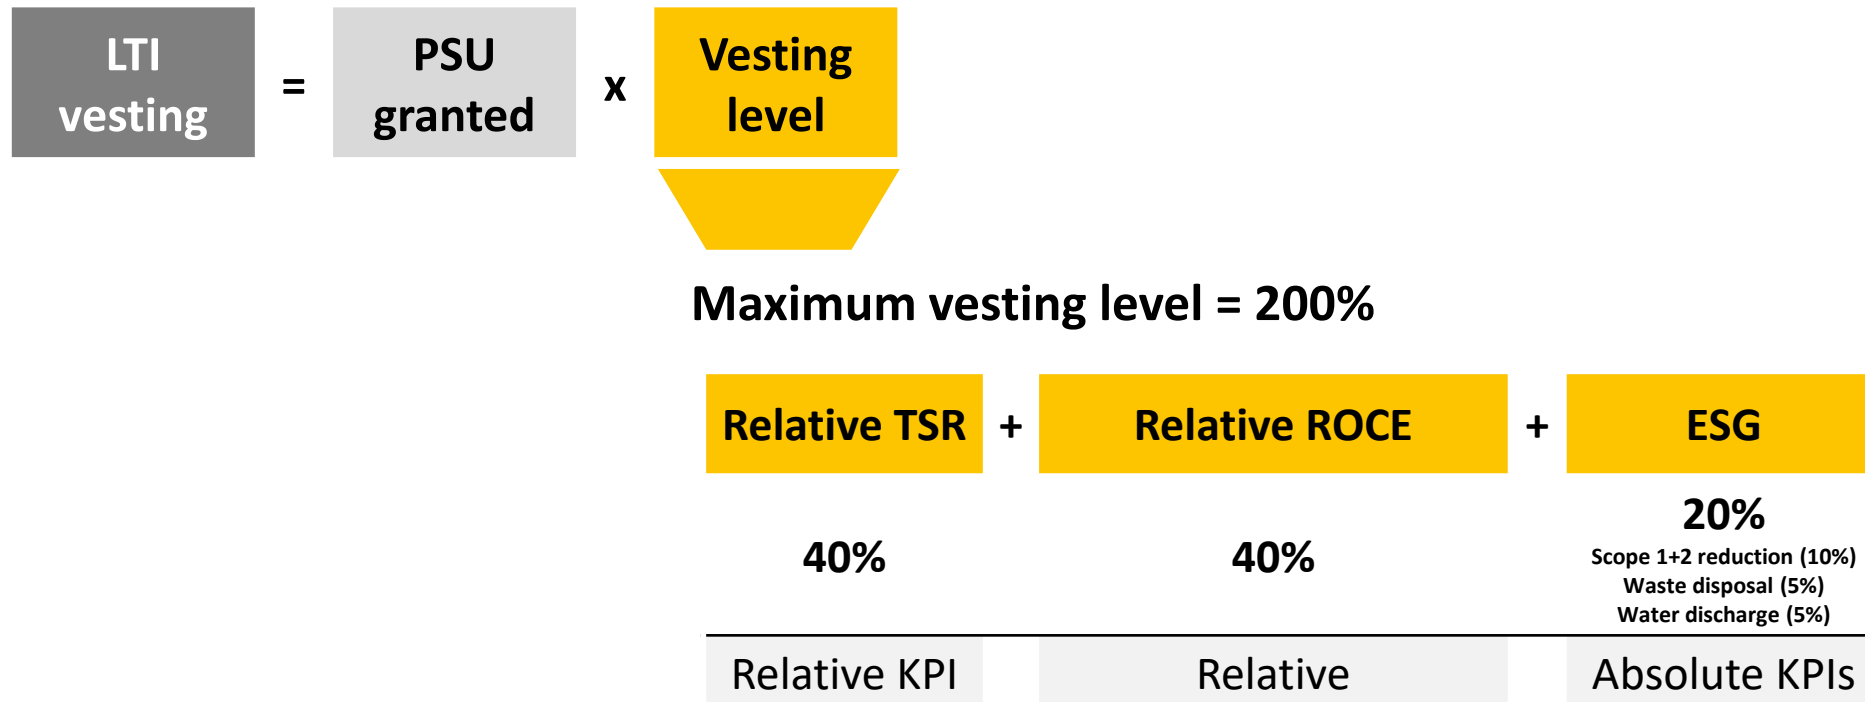 LTI
vesting
=
PSU
granted
x
Vesting
level
Maximum vesting level = 200%
Relative TSR + Relative ROCE + ESG
40%
40%
20%
Scope 1+2 reduction (10%)
Waste disposal (5%)
Water discharge (5%)
Relative KPI
Relative
Absolute KPIs